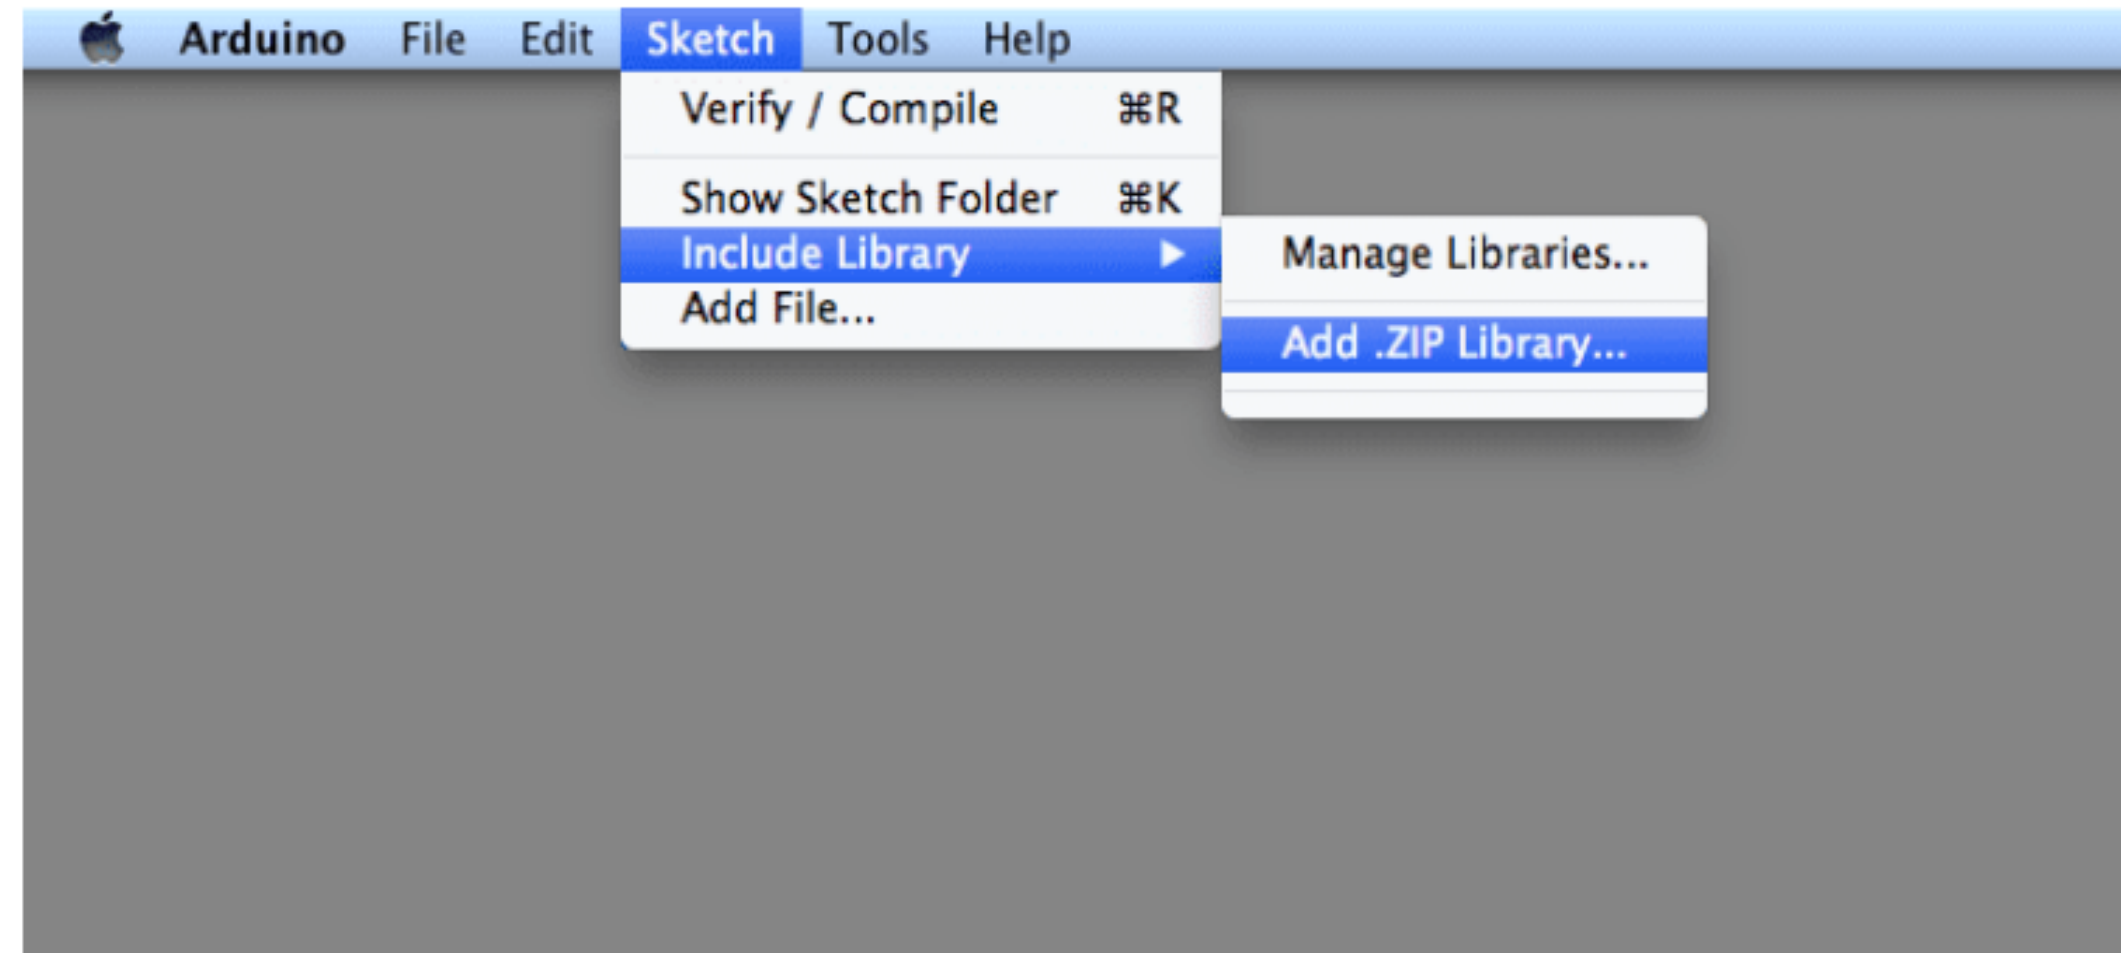 Arduino File Edit Sketch Tools Help
Verify / Compile ⌘R
Show Sketch Folder ⌘K
Include Library ▶
Manage Libraries...
Add File...
Add .ZIP Library...